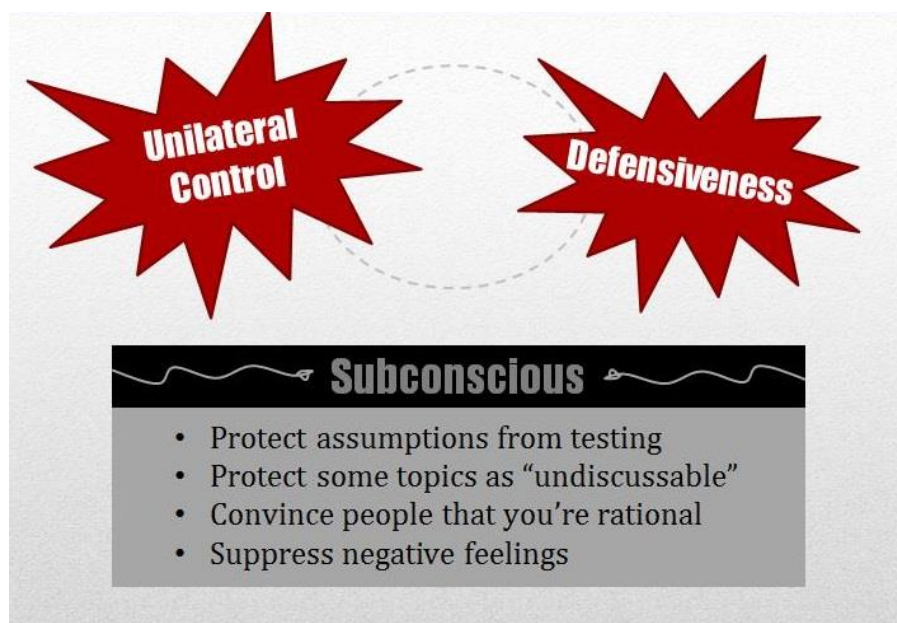 Unilateral
Control
Defensiveness
Subconscious
• Protect assumptions from testing
• Protect some topics as “undiscussable”
• Convince people that you’re rational
• Suppress negative feelings